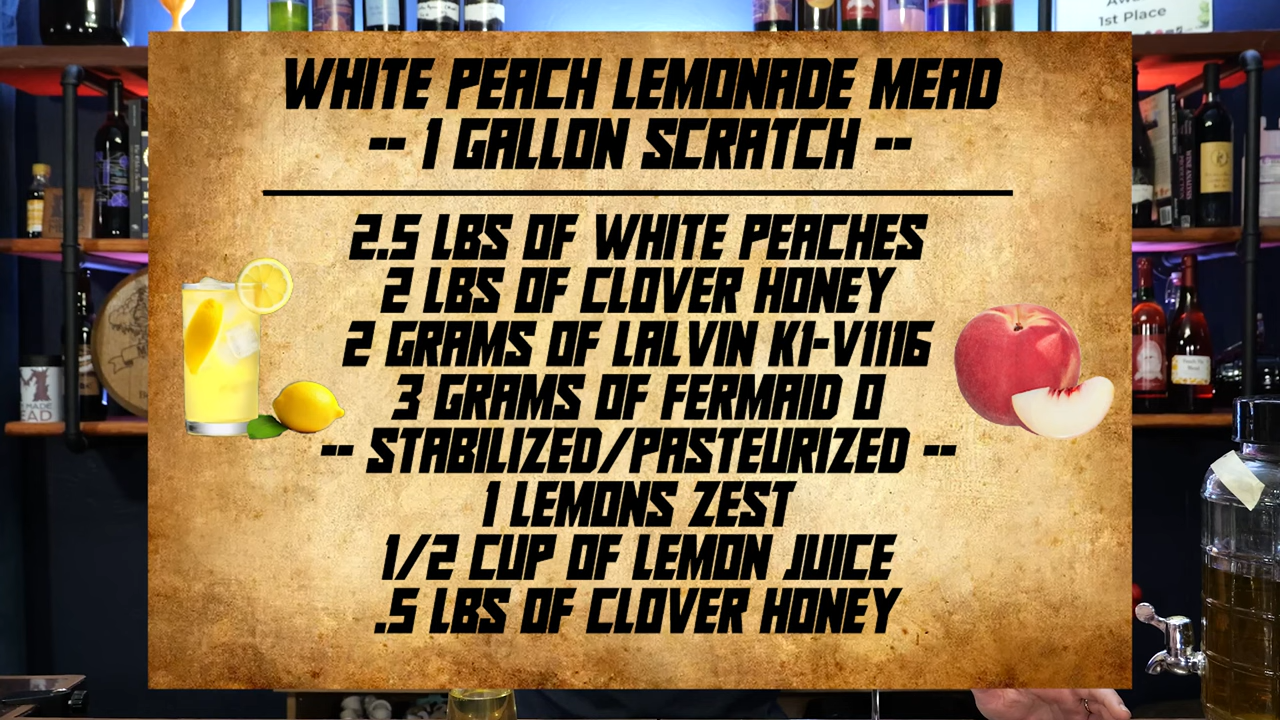 WHITE PEACH LEMONADE MEAD
-- 1 GALLON SCRATCH --
2.5 LBS OF WHITE PEACHES
2 LBS OF CLOVER HONEY
2 GRAMS OF LALVIN K1-V1116
3 GRAMS OF FERMAID O
-- STABILIZED/PASTEURIZED --
1 LEMONS ZEST
1/2 CUP OF LEMON JUICE
.5 LBS OF CLOVER HONEY
1st Place